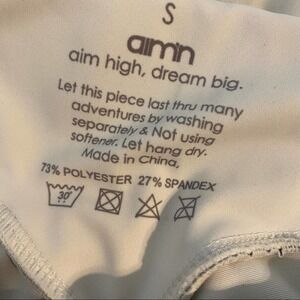 S
aim'n
aim high, dream big.
Let this piece last thru many
adventures by washing
separately & Not using
softener. Let hang dry.
Made in China,
73% POLYESTER 27% SPANDEX
30°